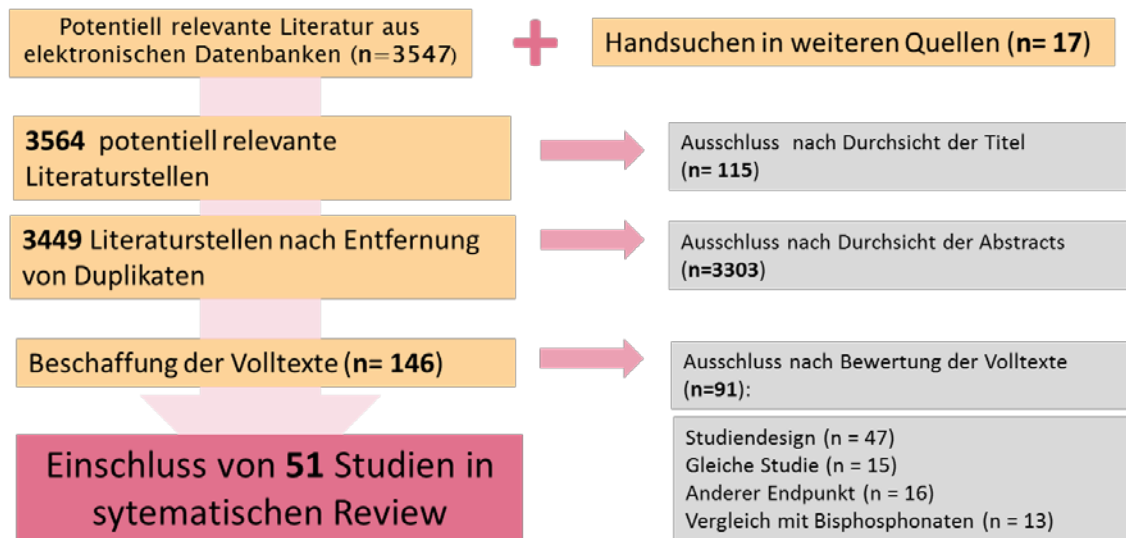 Potentiell relevante Literatur aus
elektronischen Datenbanken (n=3547)
+
Handsuchen in weiteren Quellen (n= 17)
3564 potentiell relevante
Literaturstellen
Ausschluss nach Durchsicht der Titel
(n= 115)
3449 Literaturstellen nach Entfernung
von Duplikaten
Ausschluss nach Durchsicht der Abstracts
(n=3303)
Beschaffung der Volltexte (n= 146)
Ausschluss nach Bewertung der Volltexte
(n=91):
Studiendesign (n = 47)
Gleiche Studie (n = 15)
Anderer Endpunkt (n = 16)
Vergleich mit Bisphosphonaten (n = 13)
Einschluss von 51 Studien in
sytematischen Review